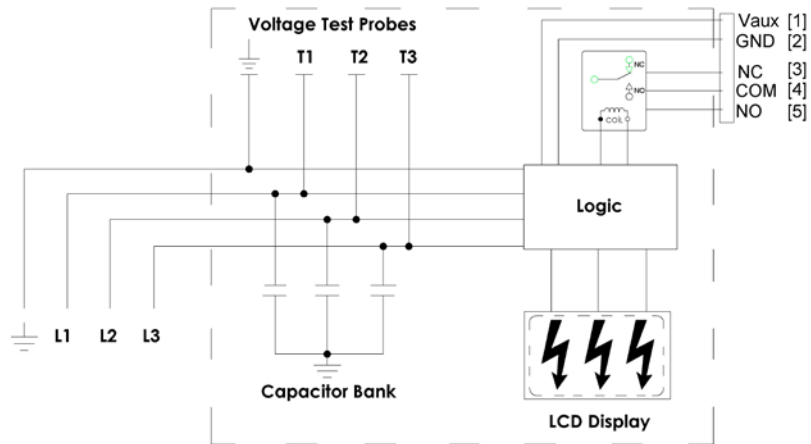 Voltage Test Probes
T1 T2 T3
Vaux [1]
GND [2]
NC [3]
COM [4]
NO [5]
NC
NO
COIL
Logic
L1 L2 L3
Capacitor Bank
LCD Display